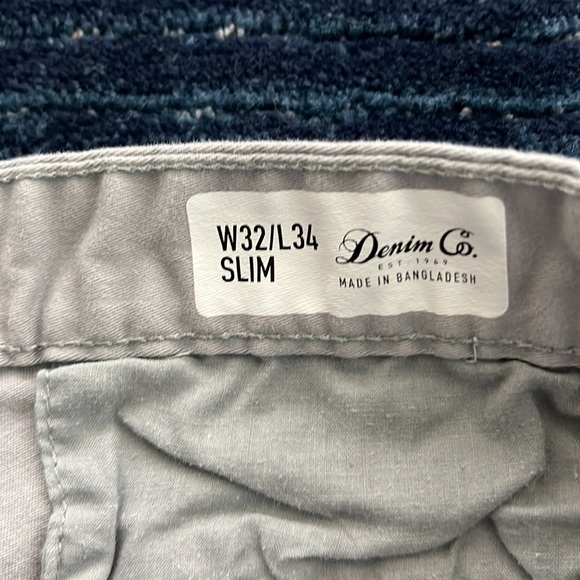 W32/L34
SLIM
Denim Co.
EST. 1969
MADE IN BANGLADESH